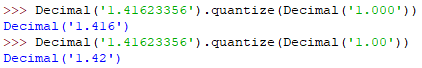 >>> Decimal('1.41623356').quantize(Decimal('1.000'))
Decimal('1.416')
>>> Decimal('1.41623356').quantize(Decimal('1.00'))
Decimal('1.42')